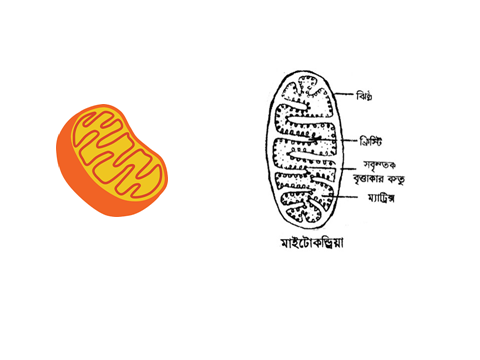 ঝিল্লি
ক্রিস্টি
সবৃন্তক
বৃত্তাকার বস্তু
ম্যাট্রিক্স
মাইটোকন্ড্রিয়া